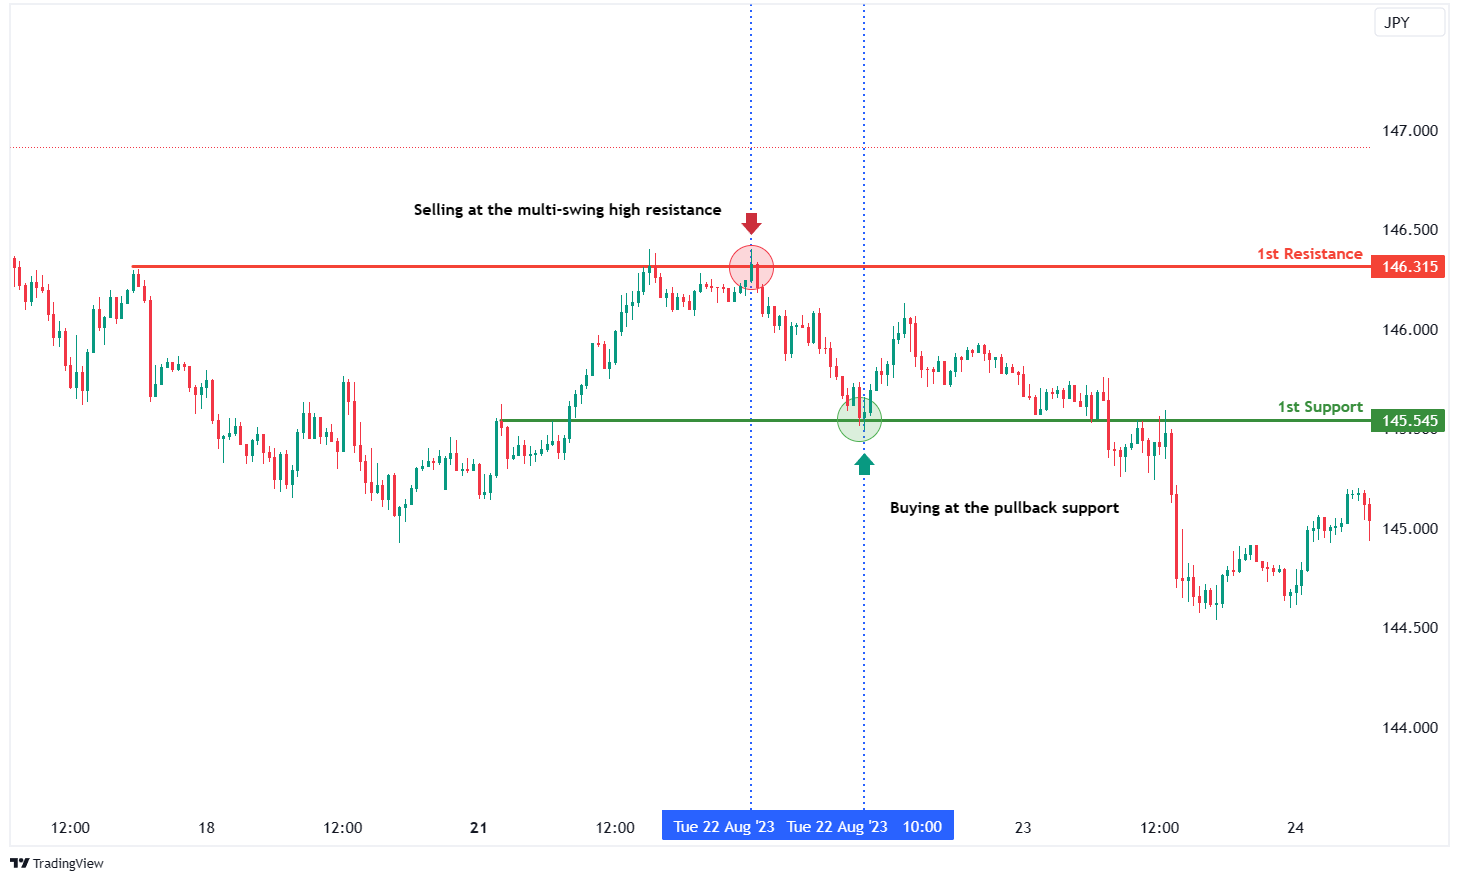 JPY
147.000
Selling at the multi-swing high resistance
146.500
1st Resistance
146.315
146.000
1st Support
145.545
Buying at the pullback support
145.000
144.500
144.000
12:00 18 12:00 21 12:00 Tue 22 Aug '23 Tue 22 Aug '23 10:00 23 12:00 24
TradingView